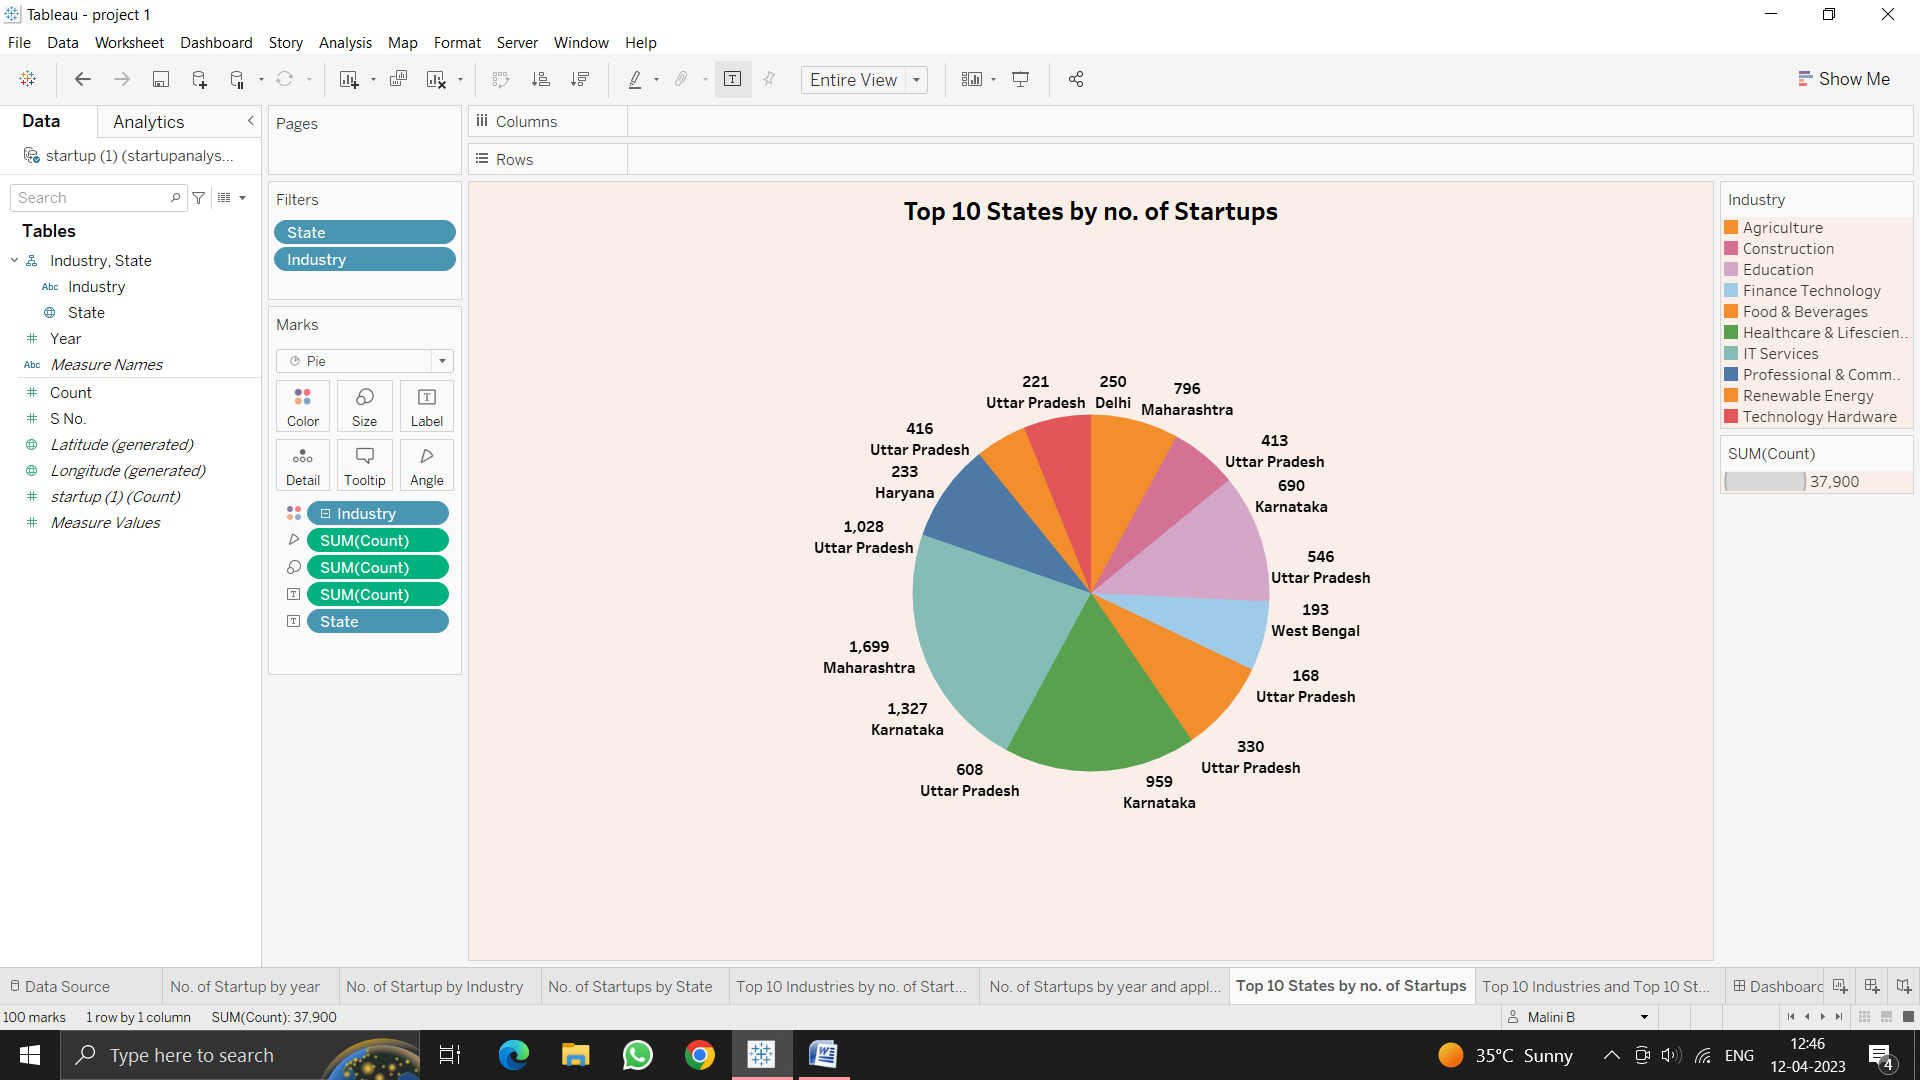 Tableau - project 1
File Data Worksheet Dashboard Story Analysis Map Format Server Window Help
Entire View
Show Me
Data Analytics
startup (1) (startupanalys...
Search
Tables
Industry, State
Abc Industry
State
Year
Abc Measure Names
Count
S No.
Latitude (generated)
Longitude (generated)
startup (1) (Count)
Measure Values
Pages
Filters
State
Industry
Marks
Pie
Color Size Label
Detail Tooltip Angle
Industry
SUM(Count)
SUM(Count)
SUM(Count)
State
Columns
Rows
Top 10 States by no. of Startups
221
Uttar Pradesh
250
Delhi
796
Maharashtra
413
Uttar Pradesh
690
Karnataka
546
Uttar Pradesh
193
West Bengal
168
Uttar Pradesh
330
Uttar Pradesh
959
Karnataka
608
Uttar Pradesh
1,327
Karnataka
1,699
Maharashtra
1,028
Uttar Pradesh
233
Haryana
416
Uttar Pradesh
Industry
Agriculture
Construction
Education
Finance Technology
Food & Beverages
Healthcare & Lifescien..
IT Services
Professional & Comm..
Renewable Energy
Technology Hardware
SUM(Count)
37,900
Data Source No. of Startup by year No. of Startup by Industry No. of Startups by State Top 10 Industries by no. of Start... No. of Startups by year and appl... Top 10 States by no. of Startups Top 10 Industries and Top 10 St... Dashboard
100 marks 1 row by 1 column SUM(Count): 37,900 Malini B
Type here to search
35°C Sunny ENG
12:46
12-04-2023
4